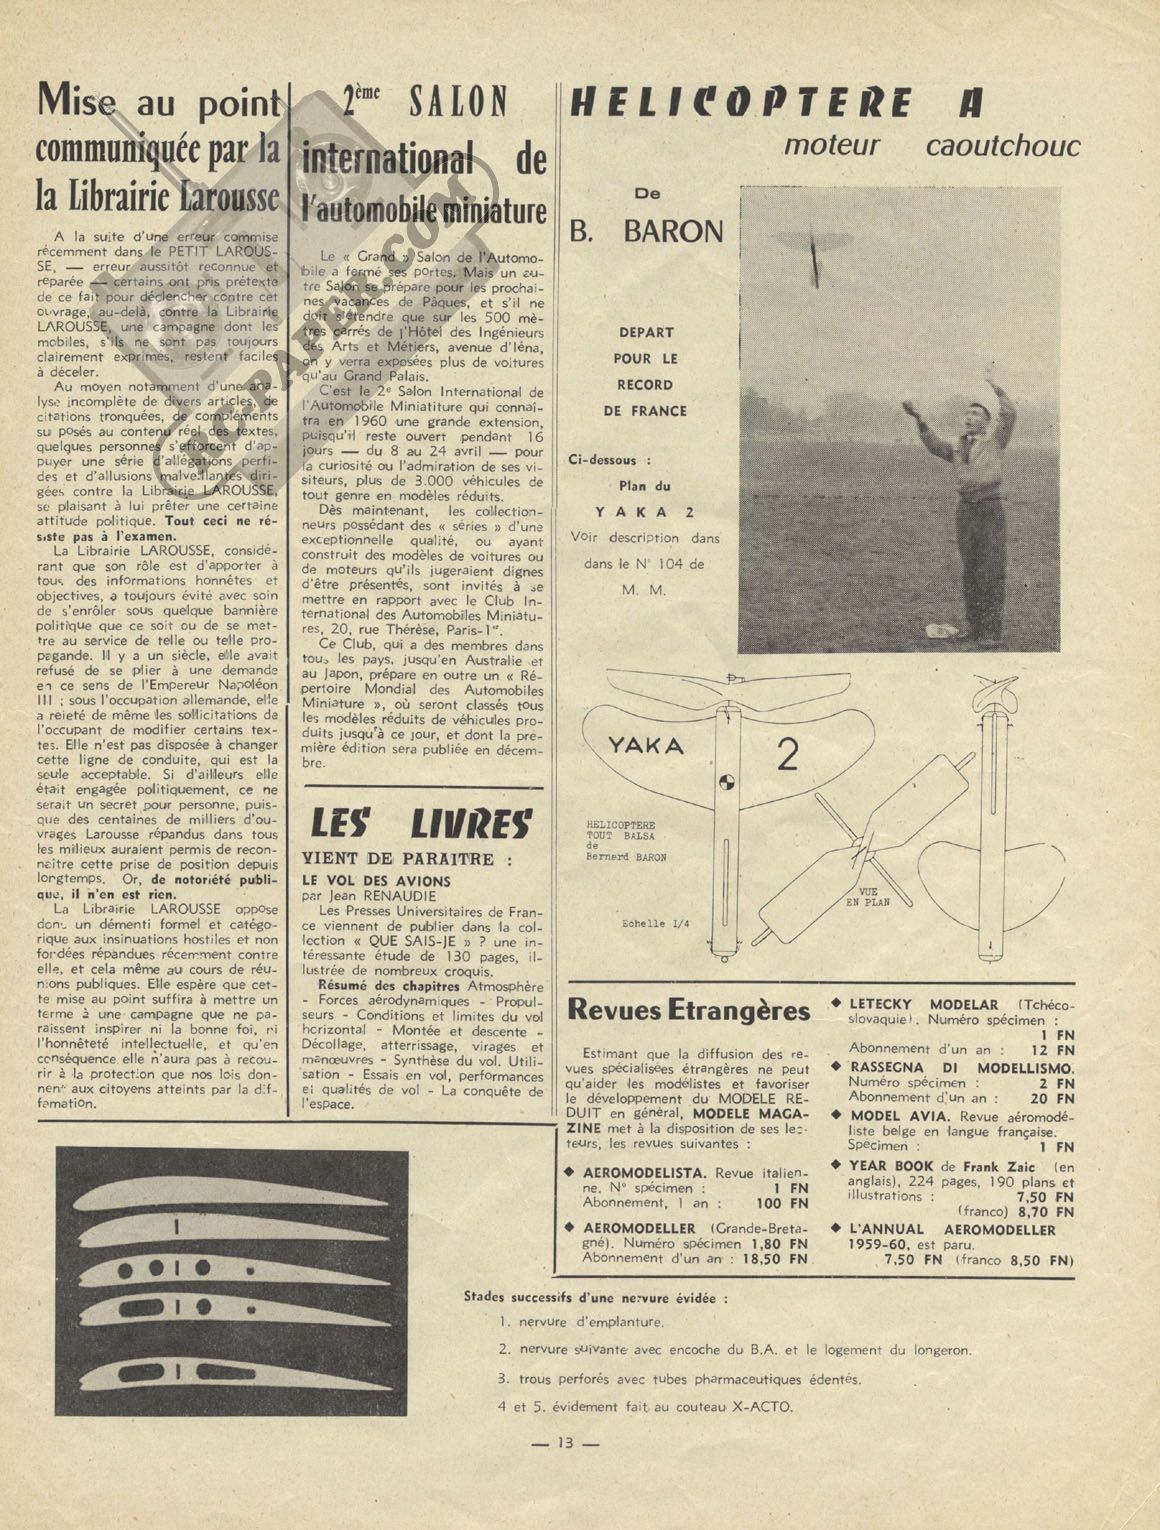 Mise au point
communiquée par la
la Librairie Larousse
A la suite d'une erreur commise
récemment dans le PETIT LAROUS-
SE, — erreur aussitôt reconnue et
réparée — certains ont pris prétexte
de ce fait pour déclencher contre cet
ouvrage, au-delà, contre la Librairie
LAROUSSE, une campagne dont les
mobiles, s'ils ne sont pas toujours
clairement exprimés, restent faciles
à déceler.
Au moyen notamment d'une ana-
lyse incomplète de divers articles, de
citations tronquées, de compléments
supposés au contenu réel des textes,
quelques personnes s'efforcent d'ap-
puyer une série d'allégations perfi-
des et d'allusions malveillantes diri-
gées contre la Librairie LAROUSSE,
se plaisant à lui prêter une certaine
attitude politique. Tout ceci ne ré-
siste pas à l'examen.
La Librairie LAROUSSE, considé-
rant que son rôle est d'apporter à
tous des informations honnêtes et
objectives, a toujours évité avec soin
de s'enrôler sous quelque bannière
politique que ce soit ou de se met-
tre au service de telle ou telle pro-
pagande. Il y a un siècle, elle avait
refusé de se plier à une demande
en ce sens de l'Empereur Napoléon
III ; sous l'occupation allemande, elle
a rejeté de même les sollicitations de
l'occupant de modifier certains tex-
tes. Elle n'est pas disposée à changer
cette ligne de conduite, qui est la
seule acceptable. Si d'ailleurs elle
était engagée politiquement, ce ne
serait un secret pour personne, puis-
que des centaines de milliers d'ou-
vrages Larousse répandus dans tous
les milieux auraient permis de recon-
naître cette prise de position depuis
longtemps. Or, de notoriété publi-
que, il n'en est rien.
La Librairie LAROUSSE oppose
donc un démenti formel et catégo-
rique aux insinuations hostiles et non
fondées répandues récemment contre
elle, et cela même au cours de réu-
nions publiques. Elle espère que cet-
te mise au point suffira à mettre un
terme à une campagne que ne pa-
raissent inspirer ni la bonne foi, ni
l'honnêteté intellectuelle, et qu'en
conséquence elle n'aura pas à recou-
rir à la protection que nos lois don-
nent aux citoyens atteints par la dif-
famation.
2ème SALON
international de
l'automobile miniature
Le « Grand » Salon de l'Automo-
bile a fermé ses portes. Mais un au-
tre Salon se prépare pour les prochai-
nes vacances de Pâques, et s'il ne
doit s'étendre que sur les 500 mè-
tres carrés de l'Hôtel des Ingénieurs
des Arts et Métiers, avenue d'Iéna,
on y verra exposées plus de voitures
qu'au Grand Palais.
C'est le 2e Salon International de
l'Automobile Miniatiture qui connaî-
tra en 1960 une grande extension,
puisqu'il reste ouvert pendant 16
jours — du 8 au 24 avril — pour
la curiosité ou l'admiration de ses vi-
siteurs, plus de 3.000 véhicules de
tout genre en modèles réduits.
Dès maintenant, les collection-
neurs possédant des « séries » d'une
exceptionnelle qualité, ou ayant
construit des modèles de voitures ou
de moteurs qu'ils jugeraient dignes
d'être présentés, sont invités à se
mettre en rapport avec le Club In-
ternational des Automobiles Miniatu-
res, 20, rue Thérèse, Paris-1er.
Ce Club, qui a des membres dans
tous les pays, jusqu'en Australie et
au Japon, prépare en outre un « Ré-
pertoire Mondial des Automobiles
Miniature », où seront classés tous
les modèles réduits de véhicules pro-
duits jusqu'à ce jour, et dont la pre-
mière édition sera publiée en décem-
bre.
LES LIVRES
VIENT DE PARAITRE :
LE VOL DES AVIONS
par Jean RENAUDIE
Les Presses Universitaires de Fran-
ce viennent de publier dans la col-
lection « QUE SAIS-JE » ? une in-
téressante étude de 130 pages, il-
lustrée de nombreux croquis.
Résumé des chapitres Atmosphère
- Forces aérodynamiques - Propul-
seurs - Conditions et limites du vol
horizontal - Montée et descente -
Décollage, atterrissage, virages et
manœuvres - Synthèse du vol. Utili-
sation - Essais en vol, performances
et qualités de vol - La conquête de
l'espace.
HELICOPTERE A
moteur caoutchouc
De
B. BARON
DEPART
POUR LE
RECORD
DE FRANCE
Ci-dessous :
Plan du
YAKA 2
Voir description dans
dans le N° 104 de
M. M.
YAKA 2
HELICOPTERE
TOUT BALSA
de
Bernard BARON
Echelle 1/4
VUE
EN PLAN
Revues Etrangères
Estimant que la diffusion des re-
vues spécialisées étrangères ne peut
qu'aider les modélistes et favoriser
le développement du MODELE RE-
DUIT en général, MODELE MAGA-
ZINE met à la disposition de ses lec-
teurs, les revues suivantes :
◆ AEROMODELISTA. Revue italien-
ne. N° spécimen : 1 FN
Abonnement, 1 an : 100 FN
◆ AEROMODELLER (Grande-Breta-
gne). Numéro spécimen 1,80 FN
Abonnement d'un an : 18,50 FN
◆ LETECKY MODELAR (Tchéco-
slovaquie). Numéro spécimen :
1 FN
Abonnement d'un an : 12 FN
◆ RASSEGNA DI MODELLISMO.
Numéro spécimen : 2 FN
Abonnement d'un an : 20 FN
◆ MODEL AVIA. Revue aéromodé-
liste belge en langue française.
Spécimen : 1 FN
◆ YEAR BOOK de Frank Zaic (en
anglais), 224 pages, 190 plans et
illustrations : 7,50 FN
(franco) 8,70 FN
◆ L'ANNUAL AEROMODELLER
1959-60, est paru.
7,50 FN (franco 8,50 FN)
Stades successifs d'une nervure évidée :
1. nervure d'emplanture.
2. nervure suivante avec encoche du B.A. et le logement du longeron.
3. trous perforés avec tubes pharmaceutiques édentés.
4 et 5. évidement fait au couteau X-ACTO.
— 13 —
RCPAPER.COM